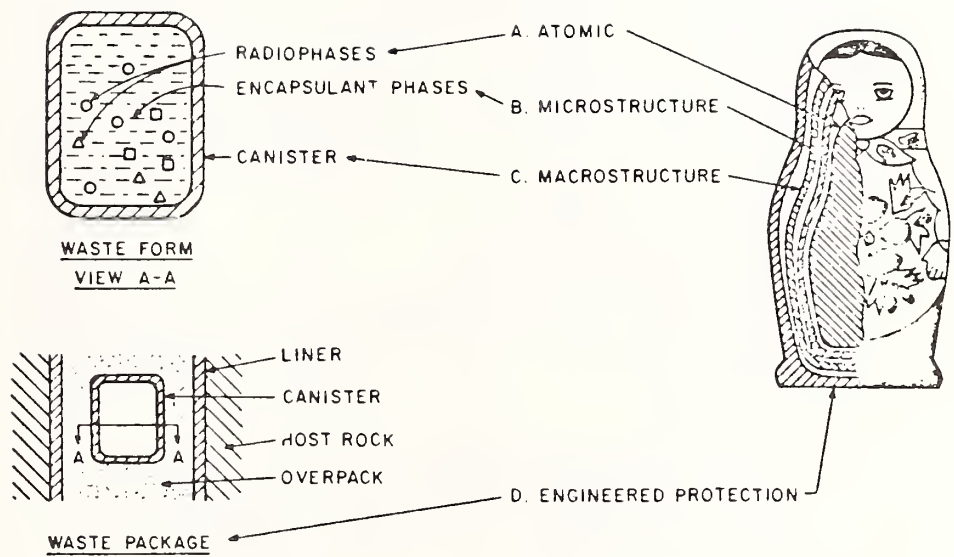 RADIOPHASES
ENCAPSULANT PHASES
CANISTER
A. ATOMIC
B. MICROSTRUCTURE
C. MACROSTRUCTURE
WASTE FORM
VIEW A-A
LINER
CANISTER
HOST ROCK
OVERPACK
A A
D. ENGINEERED PROTECTION
WASTE PACKAGE